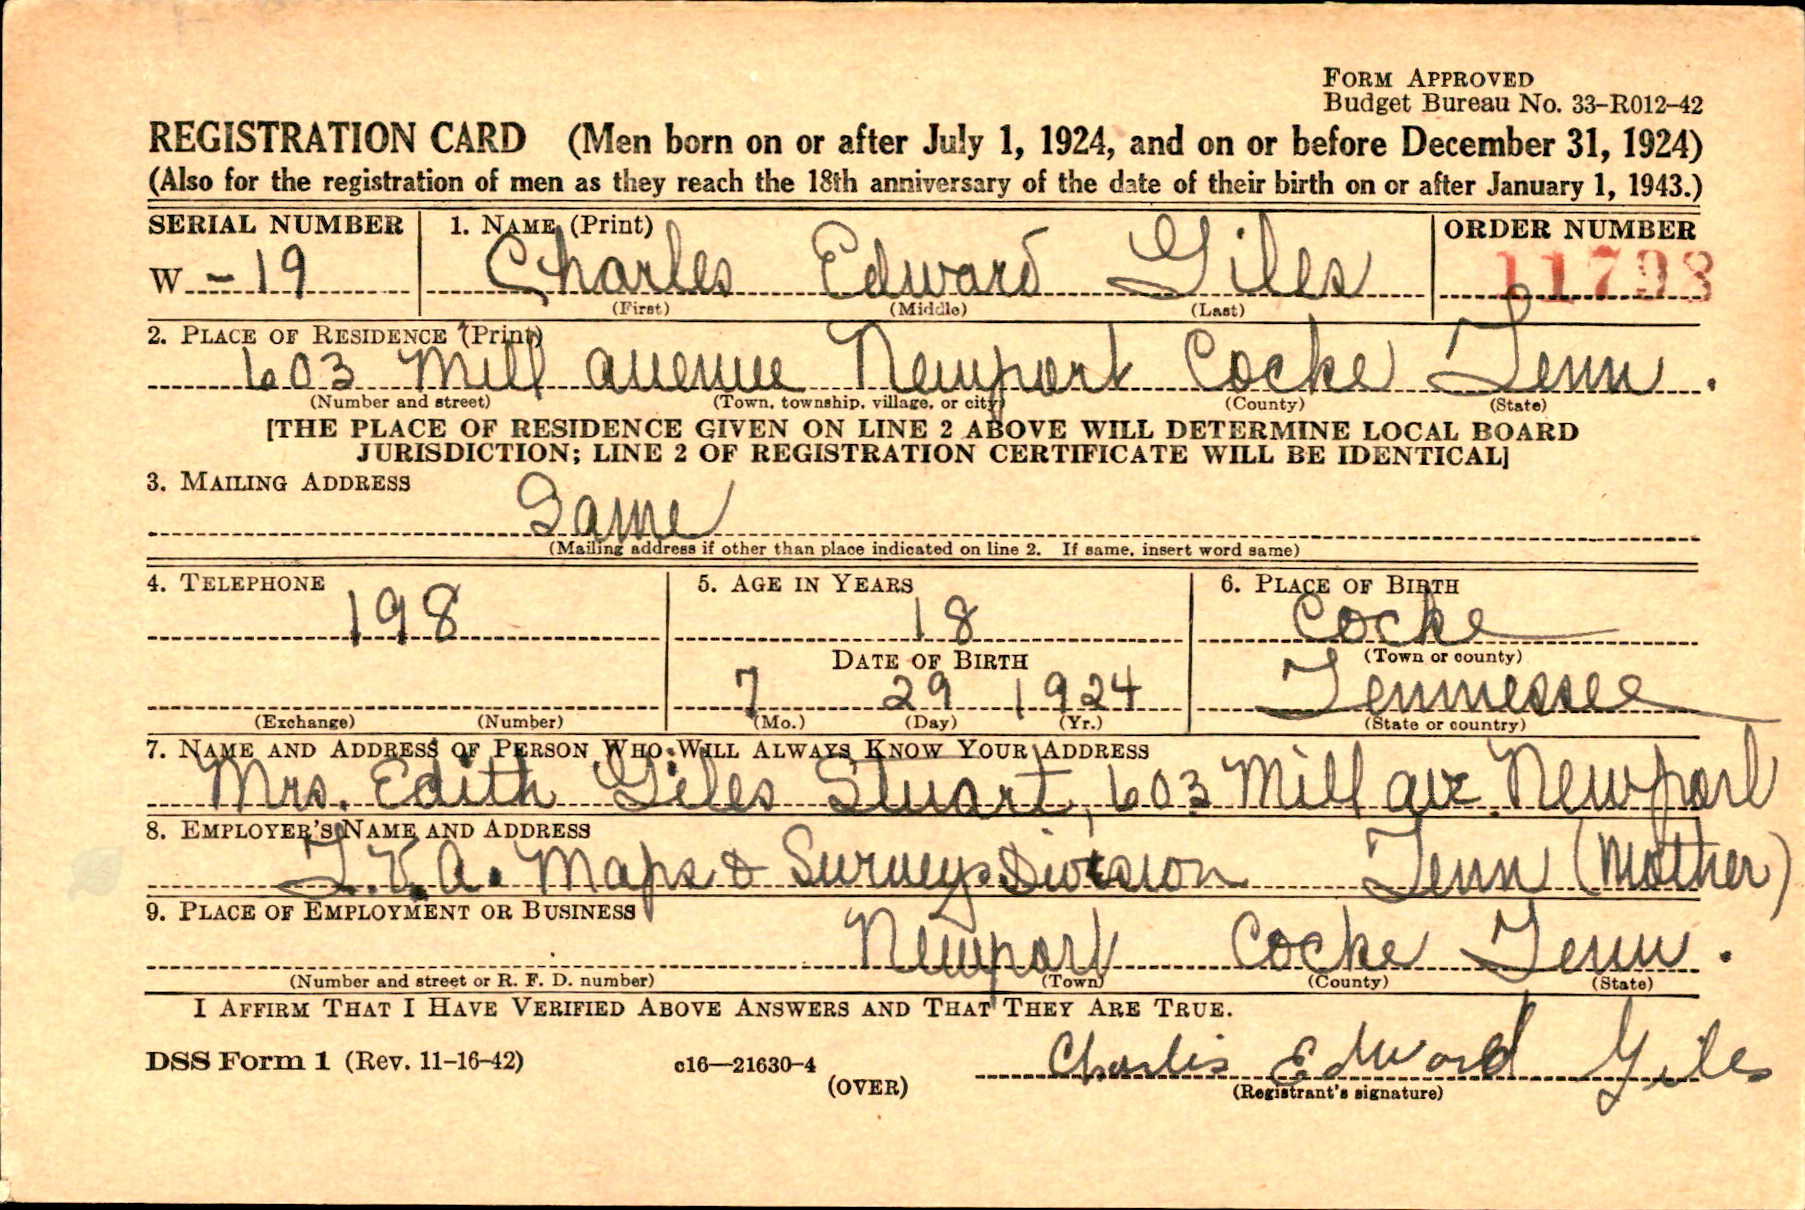 FORM APPROVED
Budget Bureau No. 33–R012–42
REGISTRATION CARD (Men born on or after July 1, 1924, and on or before December 31, 1924)
(Also for the registration of men as they reach the 18th anniversary of the date of their birth on or after January 1, 1943.)
SERIAL NUMBER 1. NAME (Print) ORDER NUMBER
W - 19 Charles Edward Giles 11798
(First) (Middle) (Last)
2. PLACE OF RESIDENCE (Print)
603 Mill avenue Newport Cocke Tenn.
(Number and street) (Town, township, village, or city) (County) (State)
[THE PLACE OF RESIDENCE GIVEN ON LINE 2 ABOVE WILL DETERMINE LOCAL BOARD
JURISDICTION; LINE 2 OF REGISTRATION CERTIFICATE WILL BE IDENTICAL]
3. MAILING ADDRESS
Same
(Mailing address if other than place indicated on line 2. If same, insert word same)
4. TELEPHONE 5. AGE IN YEARS 6. PLACE OF BIRTH
198 18 Cocke
DATE OF BIRTH (Town or county)
7 29 1924 Tennessee
(Exchange) (Number) (Mo.) (Day) (Yr.) (State or country)
7. NAME AND ADDRESS OF PERSON WHO WILL ALWAYS KNOW YOUR ADDRESS
Mrs. Edith Giles Stuart, 603 Mill ave. Newport
8. EMPLOYER'S NAME AND ADDRESS
T.V.A. Maps & Surveys Division Tenn (Mother)
9. PLACE OF EMPLOYMENT OR BUSINESS
Newport Cocke Tenn.
(Number and street or R. F. D. number) (Town) (County) (State)
I AFFIRM THAT I HAVE VERIFIED ABOVE ANSWERS AND THAT THEY ARE TRUE.
DSS Form 1 (Rev. 11-16-42) c16—21630-4 Charles Edward Giles
(OVER) (Registrant's signature)